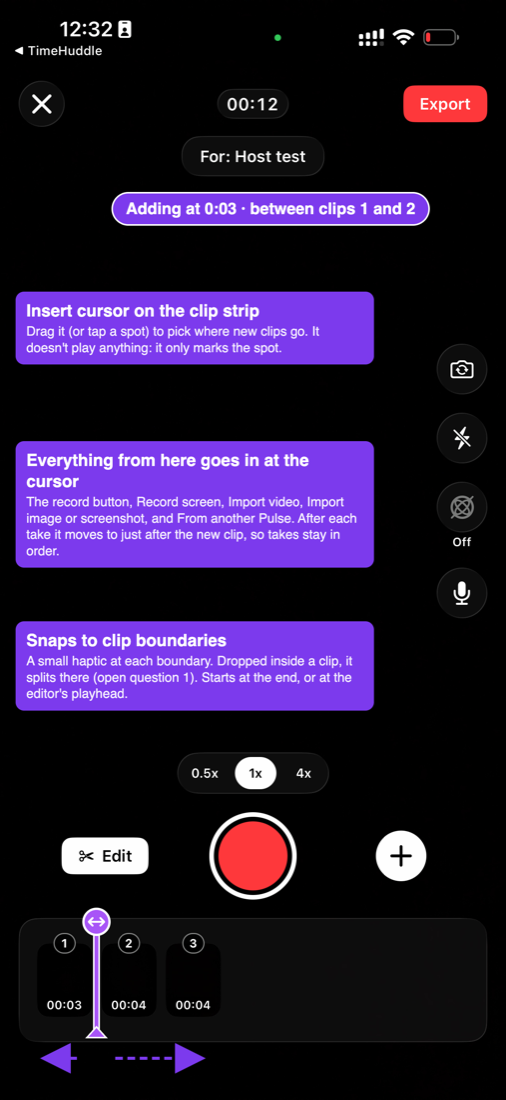 12:32
◀ TimeHuddle
00:12
Export
For: Host test
Adding at 0:03 · between clips 1 and 2
Insert cursor on the clip strip
Drag it (or tap a spot) to pick where new clips go. It
doesn't play anything: it only marks the spot.
Everything from here goes in at the
cursor
The record button, Record screen, Import video, Import
image or screenshot, and From another Pulse. After each
take it moves to just after the new clip, so takes stay in
order.
Off
Snaps to clip boundaries
A small haptic at each boundary. Dropped inside a clip, it
splits there (open question 1). Starts at the end, or at the
editor's playhead.
0.5x 1x 4x
Edit
1 2 3
00:03 00:04 00:04